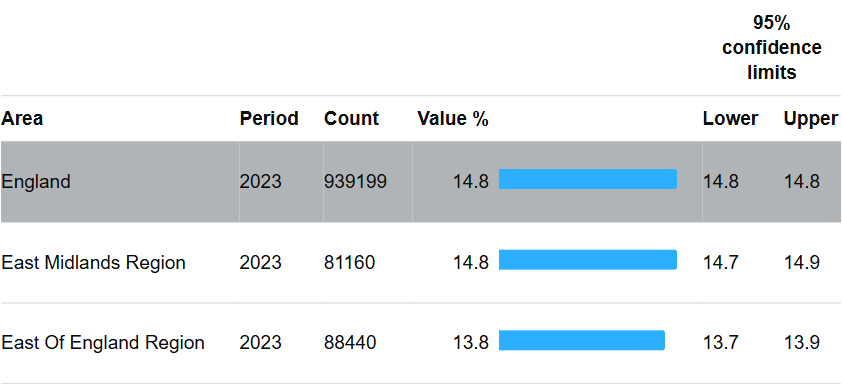 95%
confidence
limits
Area Period Count Value % Lower Upper
England 2023 939199 14.8 14.8 14.8
East Midlands Region 2023 81160 14.8 14.7 14.9
East Of England Region 2023 88440 13.8 13.7 13.9